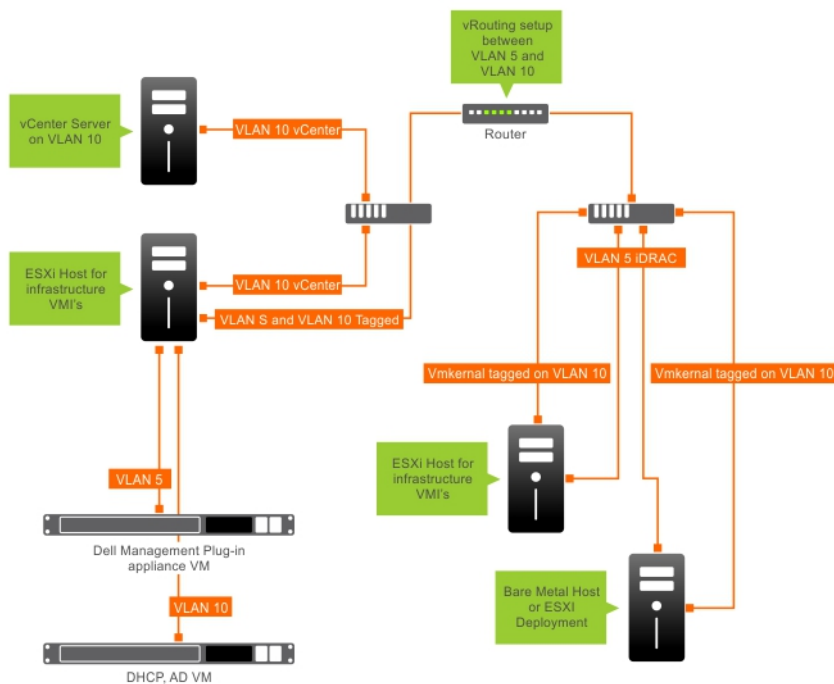 vRouting setup
between
VLAN 5 and
VLAN 10
Router
vCenter Server
on VLAN 10
VLAN 10 vCenter
ESXi Host for
infrastructure
VMI's
VLAN 10 vCenter
VLAN S and VLAN 10 Tagged
VLAN 5 iDRAC
Vmkernal tagged on VLAN 10
Vmkernal tagged on VLAN 10
ESXi Host for
infrastructure
VMI's
VLAN 5
Dell Management Plug-in
appliance VM
Bare Metal Host
or ESXI
Deployment
VLAN 10
DHCP, AD VM